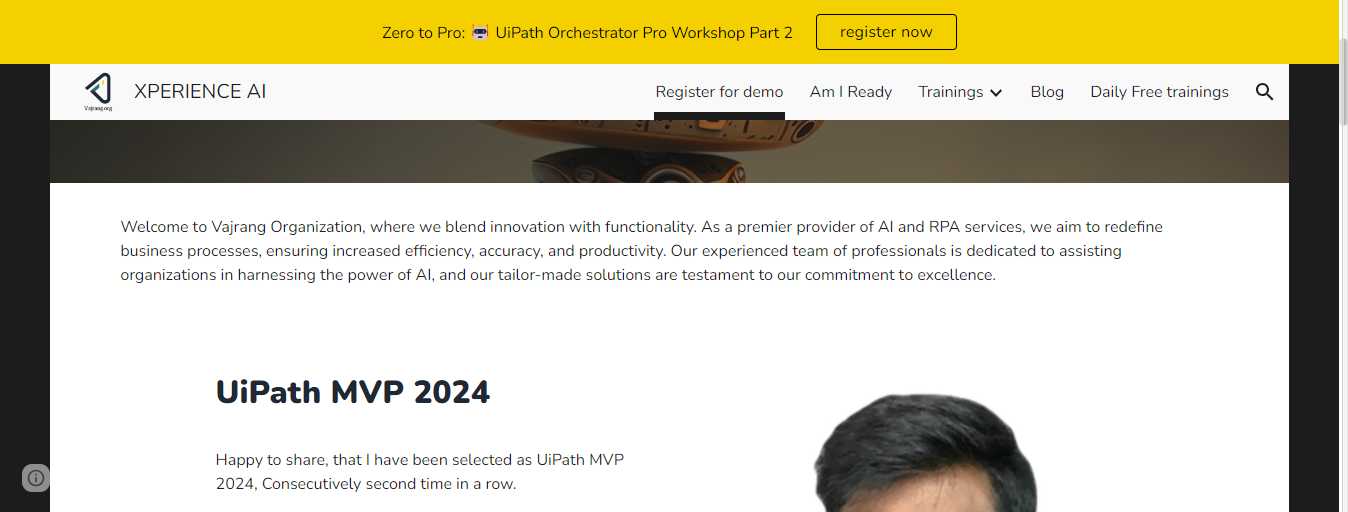 Zero to Pro: 🤖 UiPath Orchestrator Pro Workshop Part 2
register now
Vajrang.org
XPERIENCE AI
Register for demo
Am I Ready
Trainings
Blog
Daily Free trainings
Welcome to Vajrang Organization, where we blend innovation with functionality. As a premier provider of AI and RPA services, we aim to redefine
business processes, ensuring increased efficiency, accuracy, and productivity. Our experienced team of professionals is dedicated to assisting
organizations in harnessing the power of AI, and our tailor-made solutions are testament to our commitment to excellence.
UiPath MVP 2024
Happy to share, that I have been selected as UiPath MVP
2024, Consecutively second time in a row.